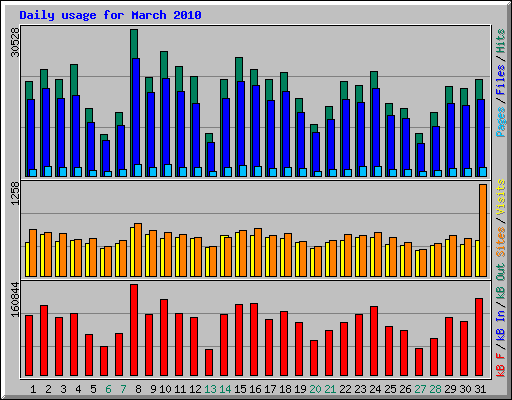 Daily usage for March 2010
30528
Pages / Files / Hits
1258
Sites / Visits
160844
kB F / kB In / kB Out
1 2 3 4 5 6 7 8 9 10 11 12 13 14 15 16 17 18 19 20 21 22 23 24 25 26 27 28 29 30 31